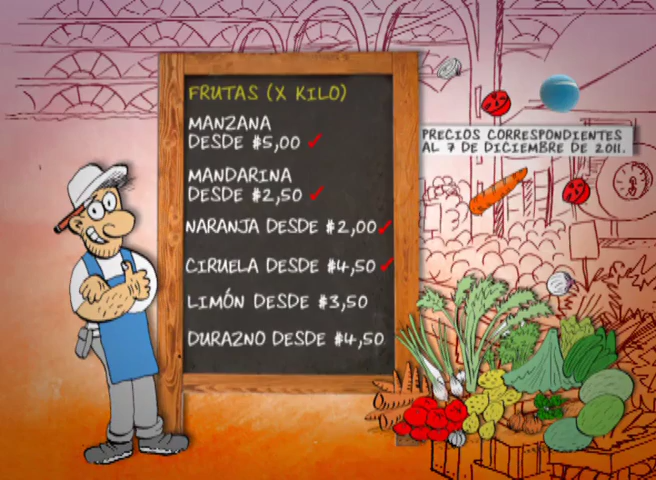 FRUTAS (X KILO)
MANZANA
DESDE $5,00
MANDARINA
DESDE $2,50
NARANJA DESDE $2,00
CIRUELA DESDE $4,50
LIMÓN DESDE $3,50
DURAZNO DESDE $4,50
PRECIOS CORRESPONDIENTES
AL 7 DE DICIEMBRE DE 2011.